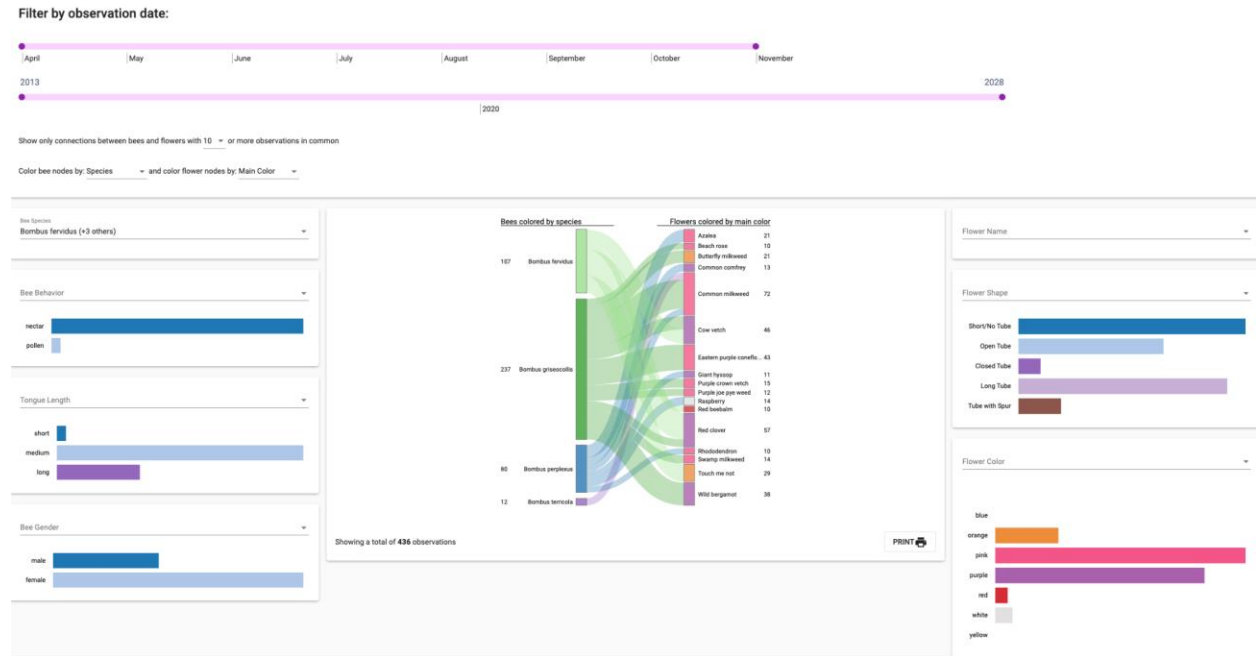 Filter by observation date:
April May June July August September October November
2013 2028
2020
Show only connections between bees and flowers with 10 or more observations in common
Color bee nodes by: Species and color flower nodes by: Main Color
Bee Species
Bombus fervidus (+3 others)
Bee Behavior
nectar
pollen
Tongue Length
short
medium
long
Bee Gender
male
female
Bees colored by species
107 Bombus fervidus
237 Bombus griseocollis
80 Bombus perplexus
12 Bombus terricola
Flowers colored by main color
Azalea 21
Beach rose 10
Butterfly milkweed 21
Common comfrey 13
Common milkweed 72
Cow vetch 46
Eastern purple coneflo... 43
Giant hyssop 11
Purple crown vetch 15
Purple joe pye weed 12
Raspberry 14
Red beebalm 10
Red clover 57
Rhododendron 10
Swamp milkweed 14
Touch me not 29
Wild bergamot 38
Showing a total of 436 observations
PRINT
Flower Name
Flower Shape
Short/No Tube
Open Tube
Closed Tube
Long Tube
Tube with Spur
Flower Color
blue
orange
pink
purple
red
white
yellow